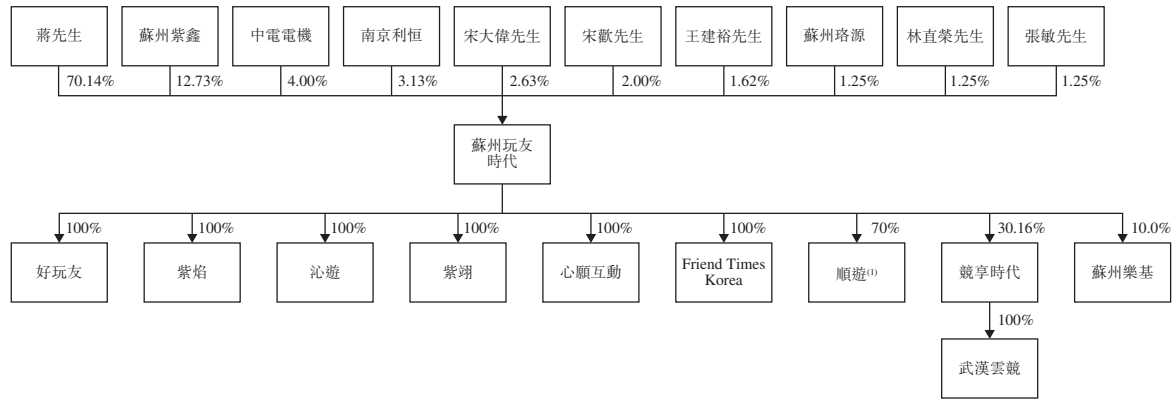 蔣先生
蘇州紫鑫
中電電機
南京利恒
宋大偉先生
宋歡先生
王建裕先生
蘇州珞源
林直榮先生
張敏先生
70.14%
12.73%
4.00%
3.13%
2.63%
2.00%
1.62%
1.25%
1.25%
1.25%
蘇州玩友
時代
100%
100%
100%
100%
100%
100%
70%
30.16%
10.0%
好玩友
紫焰
沁遊
紫翊
心願互動
Friend Times
Korea
順遊(1)
競享時代
蘇州樂基
100%
武漢雲競